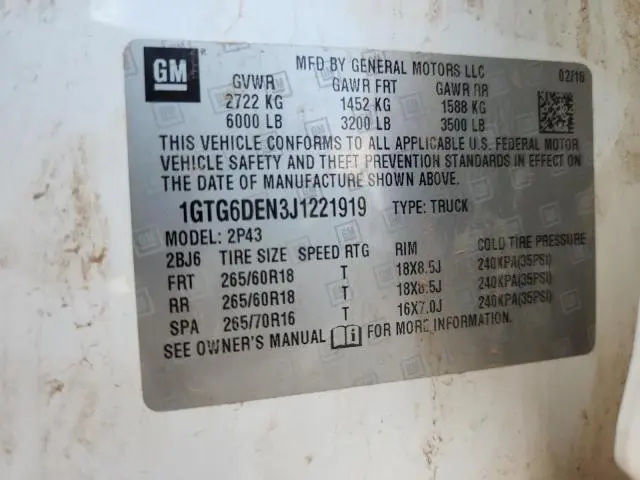 GM
MFD BY GENERAL MOTORS LLC 02/18
GVWR GAWR FRT GAWR RR
2722 KG 1452 KG 1588 KG
6000 LB 3200 LB 3500 LB
THIS VEHICLE CONFORMS TO ALL APPLICABLE U.S. FEDERAL MOTOR
VEHICLE SAFETY AND THEFT PREVENTION STANDARDS IN EFFECT ON
THE DATE OF MANUFACTURE SHOWN ABOVE.
1GTG6DEN3J1221919 TYPE: TRUCK
MODEL: 2P43
2BJ6 TIRE SIZE SPEED RTG RIM COLD TIRE PRESSURE
FRT 265/60R18 T 18X8.5J 240KPA(35PSI)
RR 265/60R18 T 18X8.5J 240KPA(35PSI)
SPA 265/70R16 T 16X7.0J 240KPA(35PSI)
SEE OWNER'S MANUAL FOR MORE INFORMATION.